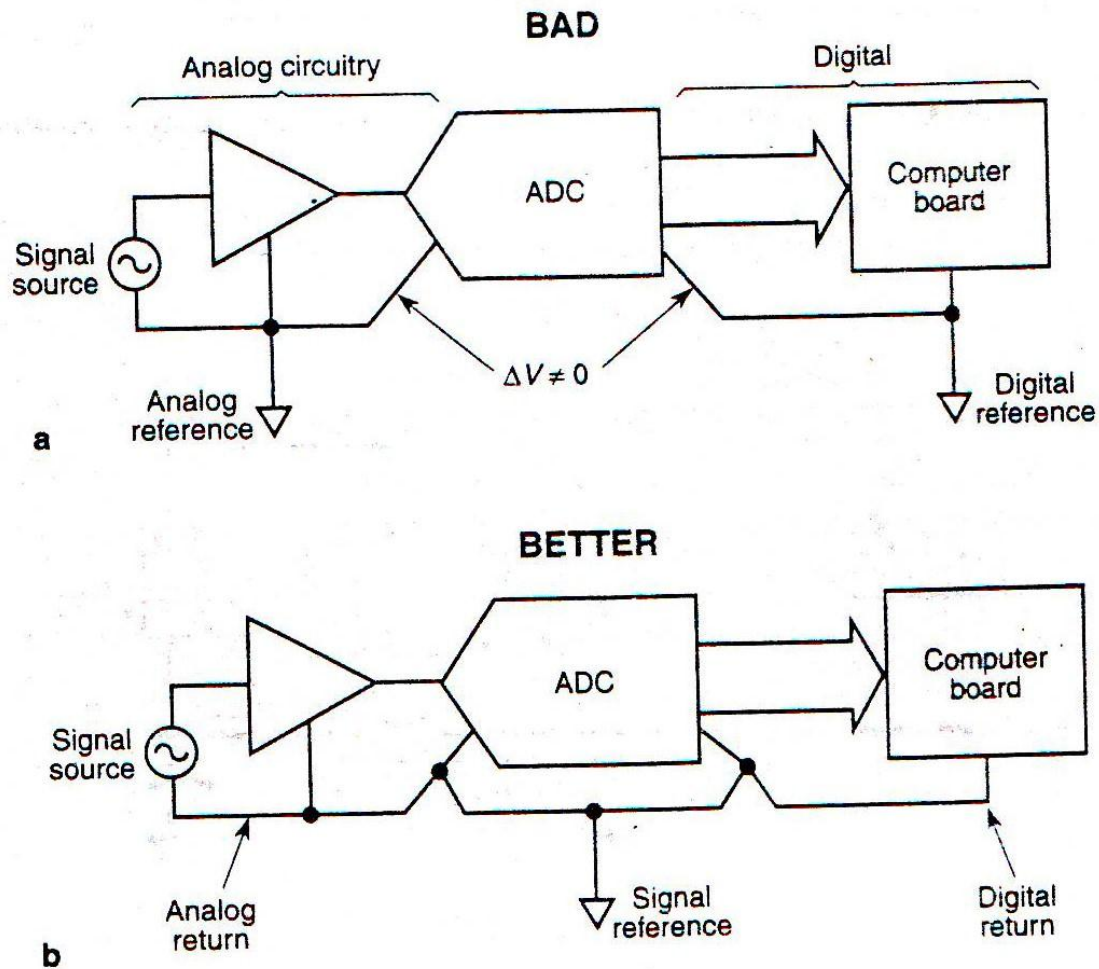 BAD
Analog circuitry
Digital
ADC
Computer
board
Signal
source
ΔV ≠ 0
Analog
reference
Digital
reference
a
BETTER
ADC
Computer
board
Signal
source
Analog
return
Signal
reference
Digital
return
b